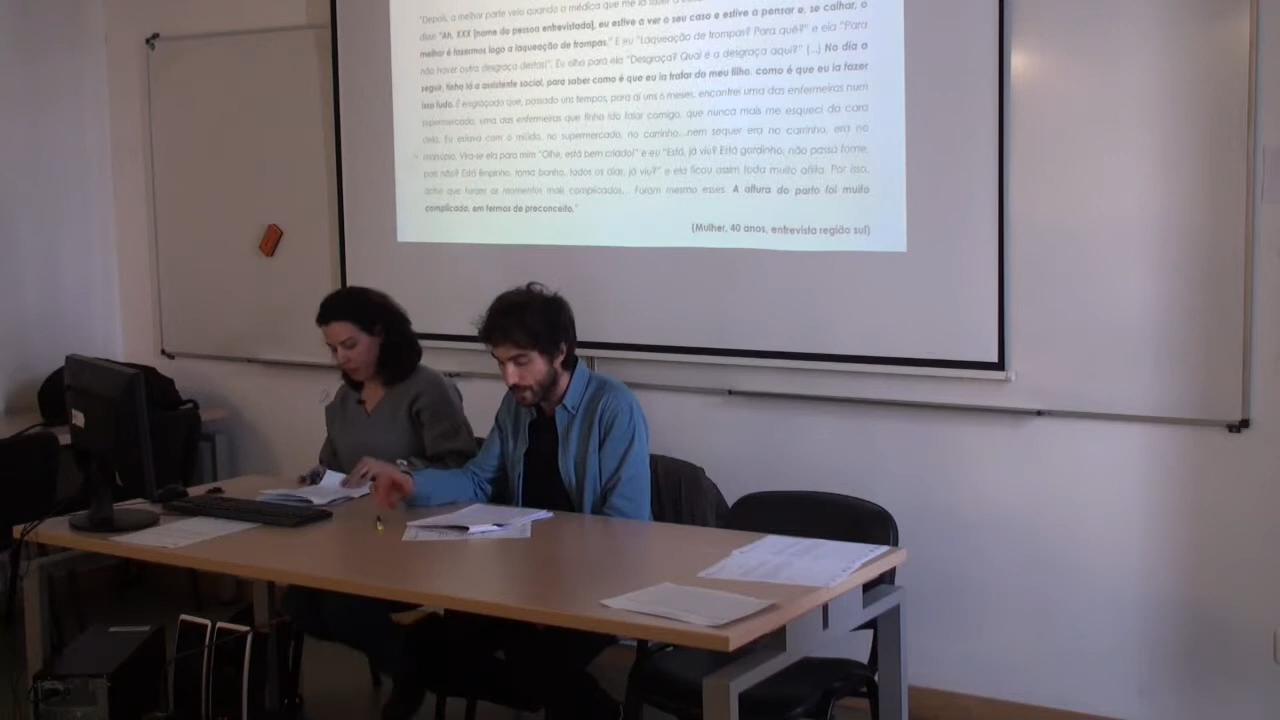 "Depois, a melhor parte veio quando a médica que me ia fazer a
disse "Ah, XXX [nome da pessoa entrevistada], eu estive a ver o seu caso e estive a pensar e, se calhar, o
melhor é fazermos logo a laqueação de trompas." E eu "Laqueação de trompas? Para quê?" e ela "Para
não haver outra desgraça destas!". Eu olho para ela "Desgraça? Qual é a desgraça aqui?" (...) No dia a
seguir, tinha lá a assistente social, para saber como é que eu ia tratar do meu filho, como é que eu ia fazer
isso tudo. É engraçado que, passado uns tempos, para aí uns 6 meses, encontrei uma das enfermeiras num
supermercado, uma das enfermeiras que tinha ido falar comigo, que nunca mais me esqueci da cara
dela. Eu estava com o miúdo, no supermercado, no carrinho...nem sequer era no carrinho, era no
marsúpio. Vira-se ela para mim "Olhe, está bem criado!" e eu "Está, já viu? Está gordinho, não passa fome,
pois não? Está limpinho, toma banho, todos os dias, já viu?" e ela ficou assim toda muito aflita. Por isso,
acho que foram os momentos mais complicados... Foram mesmo esses. A altura do parto foi muito
complicada, em termos de preconceito."
(Mulher, 40 anos, entrevista região sul)